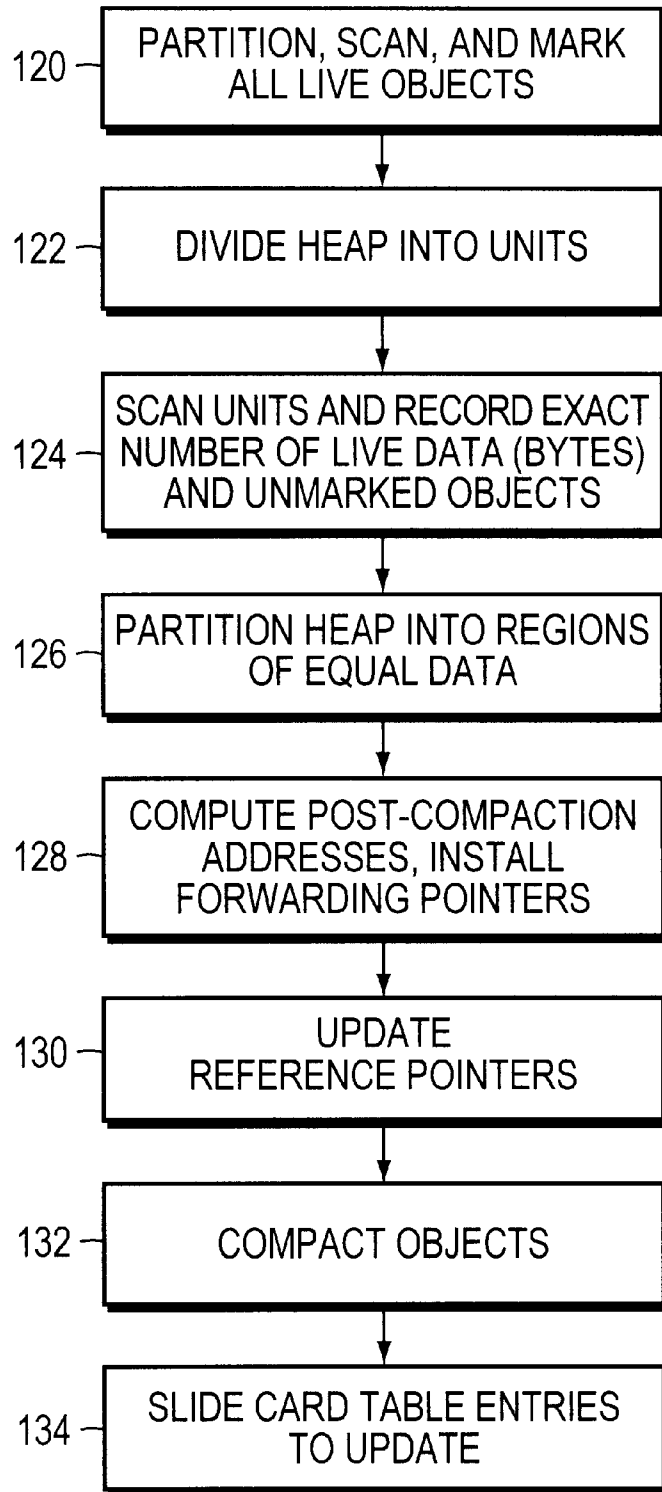 120
PARTITION, SCAN, AND MARK
ALL LIVE OBJECTS
122
DIVIDE HEAP INTO UNITS
124
SCAN UNITS AND RECORD EXACT
NUMBER OF LIVE DATA (BYTES)
AND UNMARKED OBJECTS
126
PARTITION HEAP INTO REGIONS
OF EQUAL DATA
128
COMPUTE POST-COMPACTION
ADDRESSES, INSTALL
FORWARDING POINTERS
130
UPDATE
REFERENCE POINTERS
132
COMPACT OBJECTS
134
SLIDE CARD TABLE ENTRIES
TO UPDATE